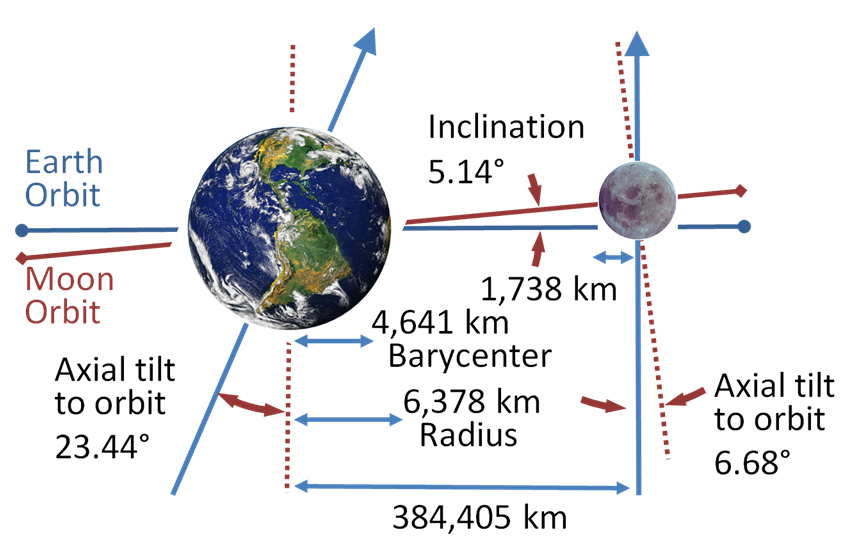 Inclination
5.14°
Earth
Orbit
Moon
Orbit
1,738 km
4,641 km
Barycenter
Axial tilt
to orbit
23.44°
6,378 km
Radius
Axial tilt
to orbit
6.68°
384,405 km